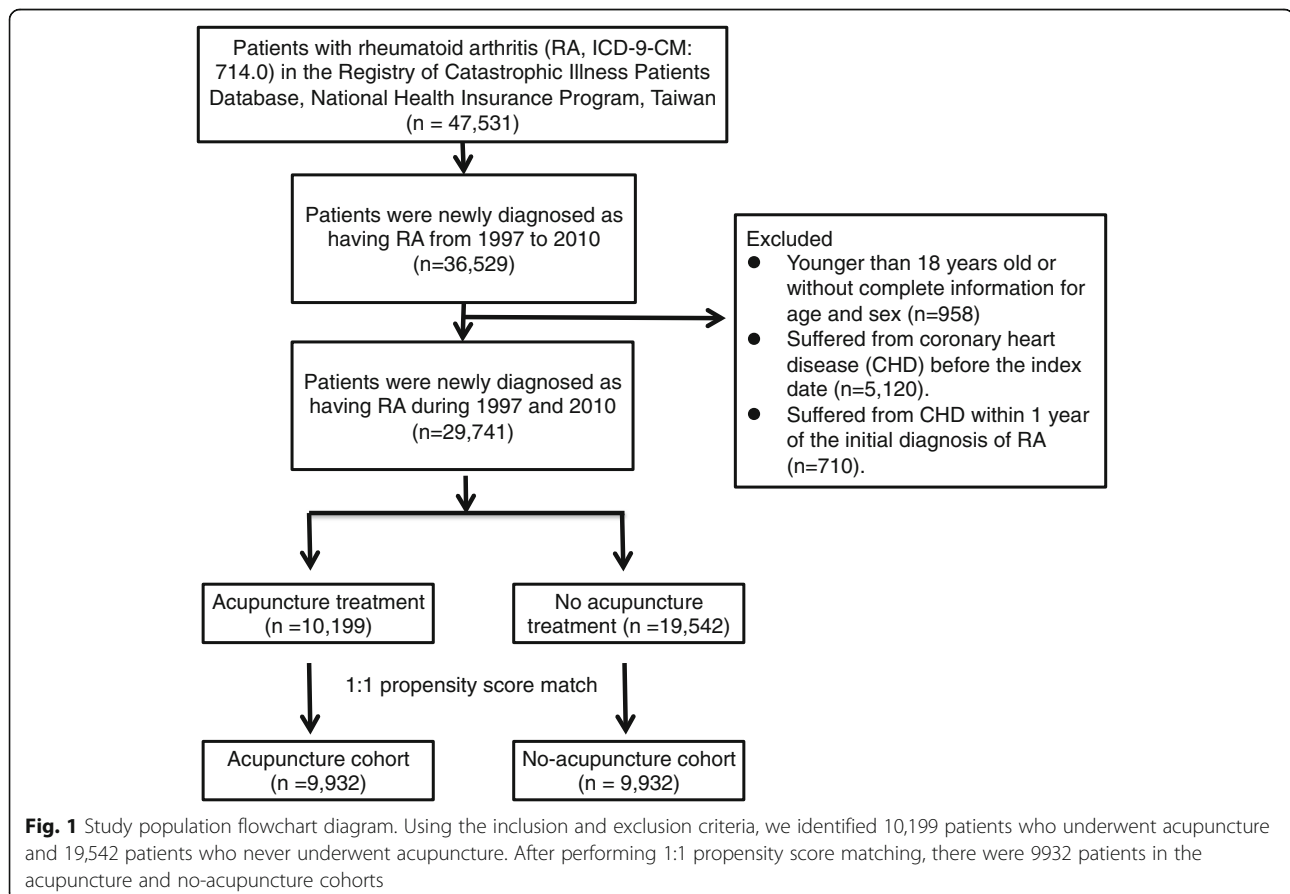 Patients with rheumatoid arthritis (RA, ICD-9-CM:
714.0) in the Registry of Catastrophic Illness Patients
Database, National Health Insurance Program, Taiwan
(n = 47,531)
Patients were newly diagnosed as
having RA from 1997 to 2010
(n=36,529)
Excluded
● Younger than 18 years old or
without complete information for
age and sex (n=958)
● Suffered from coronary heart
disease (CHD) before the index
date (n=5,120).
● Suffered from CHD within 1 year
of the initial diagnosis of RA
(n=710).
Patients were newly diagnosed as
having RA during 1997 and 2010
(n=29,741)
Acupuncture treatment
(n =10,199)
No acupuncture
treatment (n =19,542)
1:1 propensity score match
Acupuncture cohort
(n =9,932)
No-acupuncture cohort
(n = 9,932)
Fig. 1 Study population flowchart diagram. Using the inclusion and exclusion criteria, we identified 10,199 patients who underwent acupuncture
and 19,542 patients who never underwent acupuncture. After performing 1:1 propensity score matching, there were 9932 patients in the
acupuncture and no-acupuncture cohorts